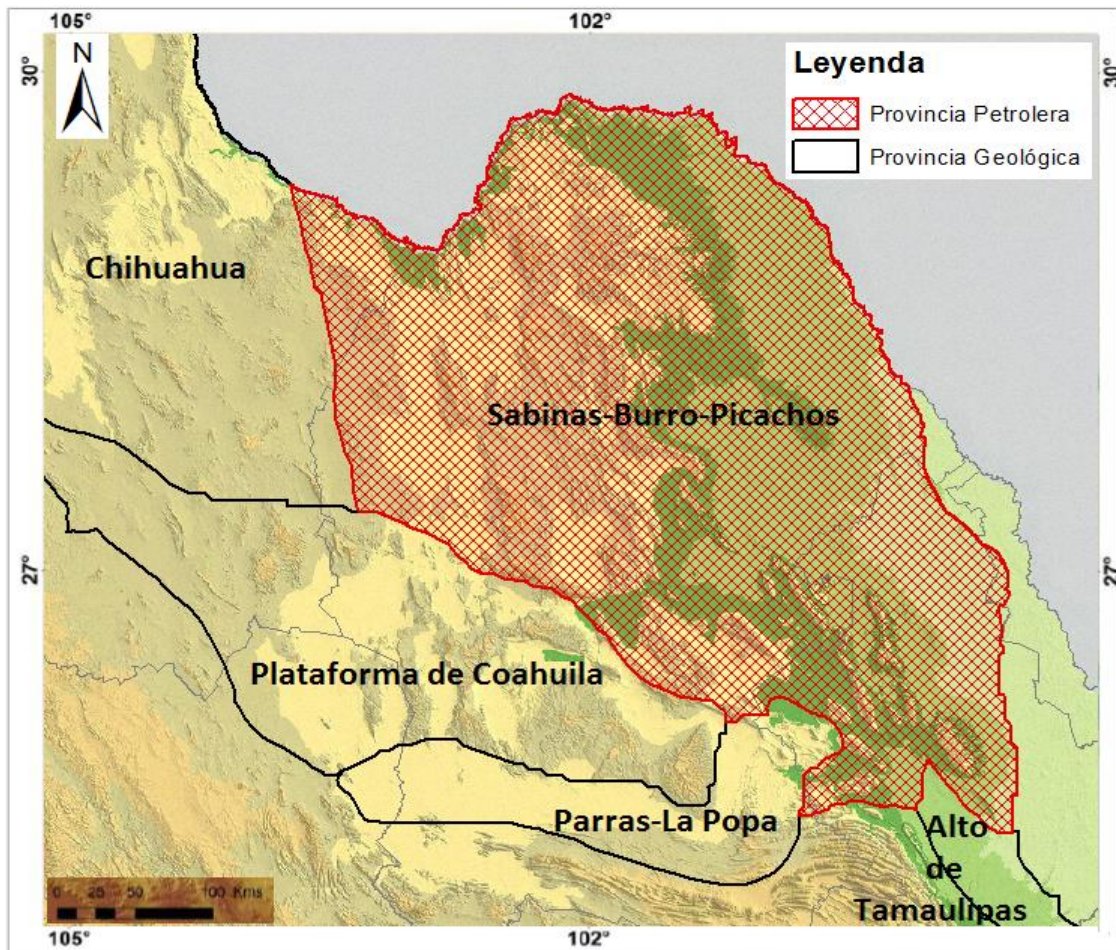 105° 102°
30° 30°
N
Leyenda
Provincia Petrolera
Provincia Geológica
Chihuahua
Sabinas-Burro-Picachos
27° 27°
Plataforma de Coahuila
Parras-La Popa
Alto
de
Tamaulipas
0 25 50 100 Kms
105° 102°